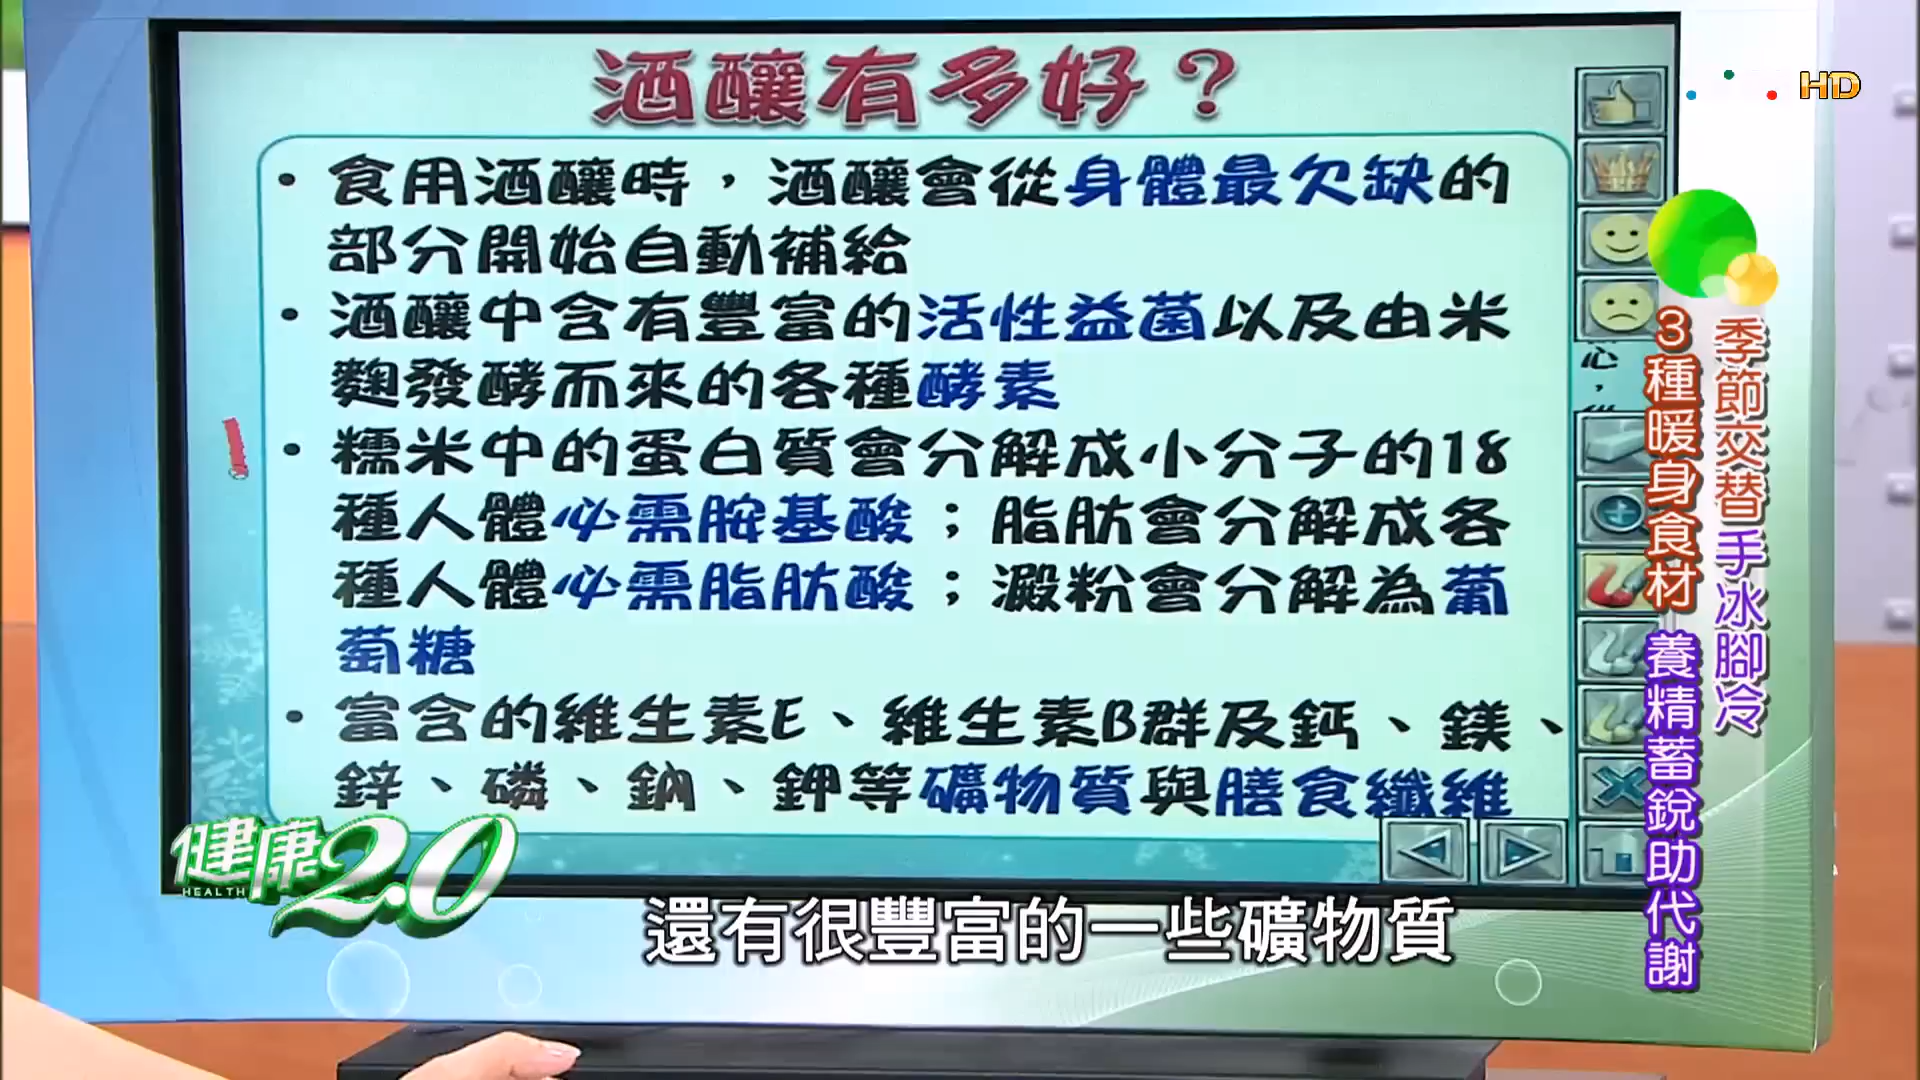 酒釀有多好？
• 食用酒釀時，酒釀會從身體最欠缺的
部分開始自動補給
• 酒釀中含有豐富的活性益菌以及由米
麴發酵而來的各種酵素
• 糯米中的蛋白質會分解成小分子的18
種人體必需胺基酸；脂肪會分解成各
種人體必需脂肪酸；澱粉會分解為葡
萄糖
• 富含的維生素E、維生素B群及鈣、鎂、
鋅、磷、鈉、鉀等礦物質與膳食纖維
心，
HD
季節交替手冰腳冷
3種暖身食材 養精蓄銳助代謝
健康2.0
HEALTH
還有很豐富的一些礦物質